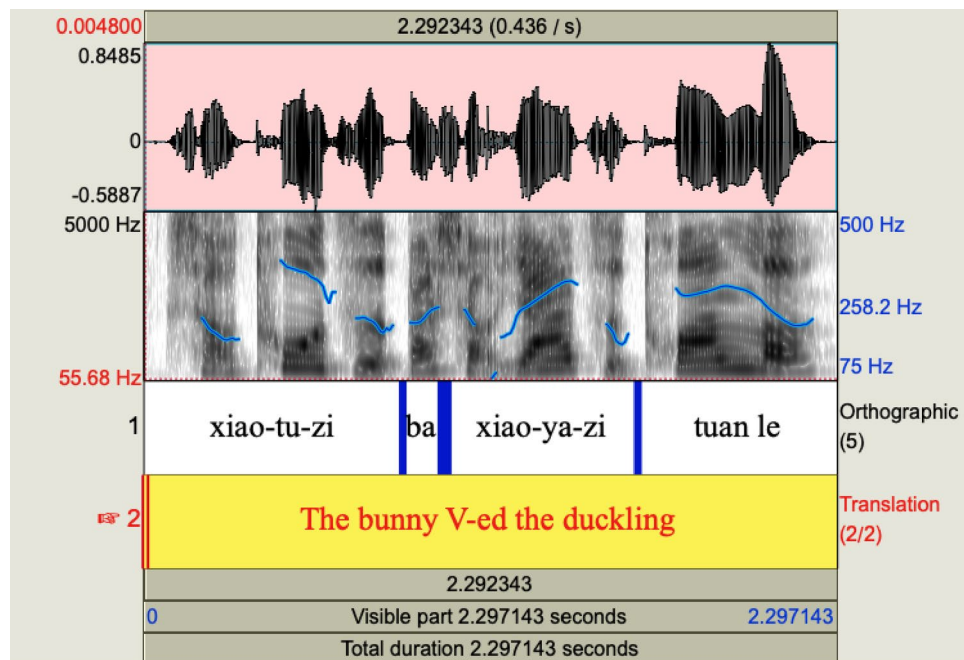 0.004800 2.292343 (0.436 / s)
0.8485
0
-0.5887
5000 Hz 500 Hz
258.2 Hz
75 Hz
55.68 Hz
1 xiao-tu-zi ba xiao-ya-zi tuan le Orthographic
(5)
☞ 2 The bunny V-ed the duckling Translation
(2/2)
2.292343
0 Visible part 2.297143 seconds 2.297143
Total duration 2.297143 seconds